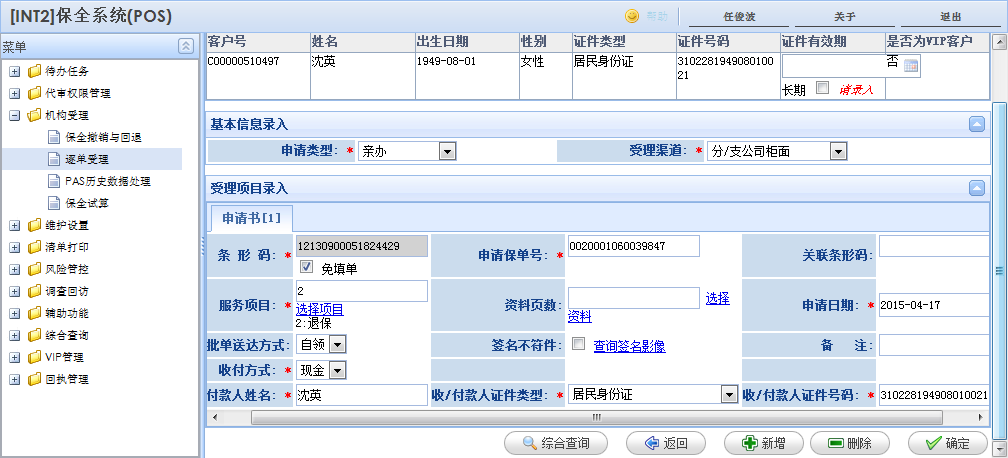 [INT2]保全系统(POS)
帮助 任俊波 关于 退出
菜单
待办任务
代审权限管理
机构受理
保全撤销与回退
逐单受理
PAS历史数据处理
保全试算
维护设置
清单打印
风险管控
调查回访
辅助功能
综合查询
VIP管理
回执管理
客户号 姓名 出生日期 性别 证件类型 证件号码 证件有效期 是否为VIP客户
C00000510497 沈英 1949-08-01 女性 居民身份证 3102281949080100 否
21
长期 请录入
基本信息录入
申请类型: * 亲办 受理渠道: * 分/支公司柜面
受理项目录入
申请书[1]
条 形 码: * 12130900051824429 申请保单号: * 0020001060039847 关联条形码:
免填单
服务项目: * 2 资料页数: 选择 申请日期: * 2015-04-17
选择项目 资料
2:退保
批单送达方式: * 自领 签名不符件: 查询签名影像 备 注:
收付方式: * 现金
付款人姓名: * 沈英 收/付款人证件类型: * 居民身份证 收/付款人证件号码: * 310228194908010021
综合查询 返回 新增 删除 确定